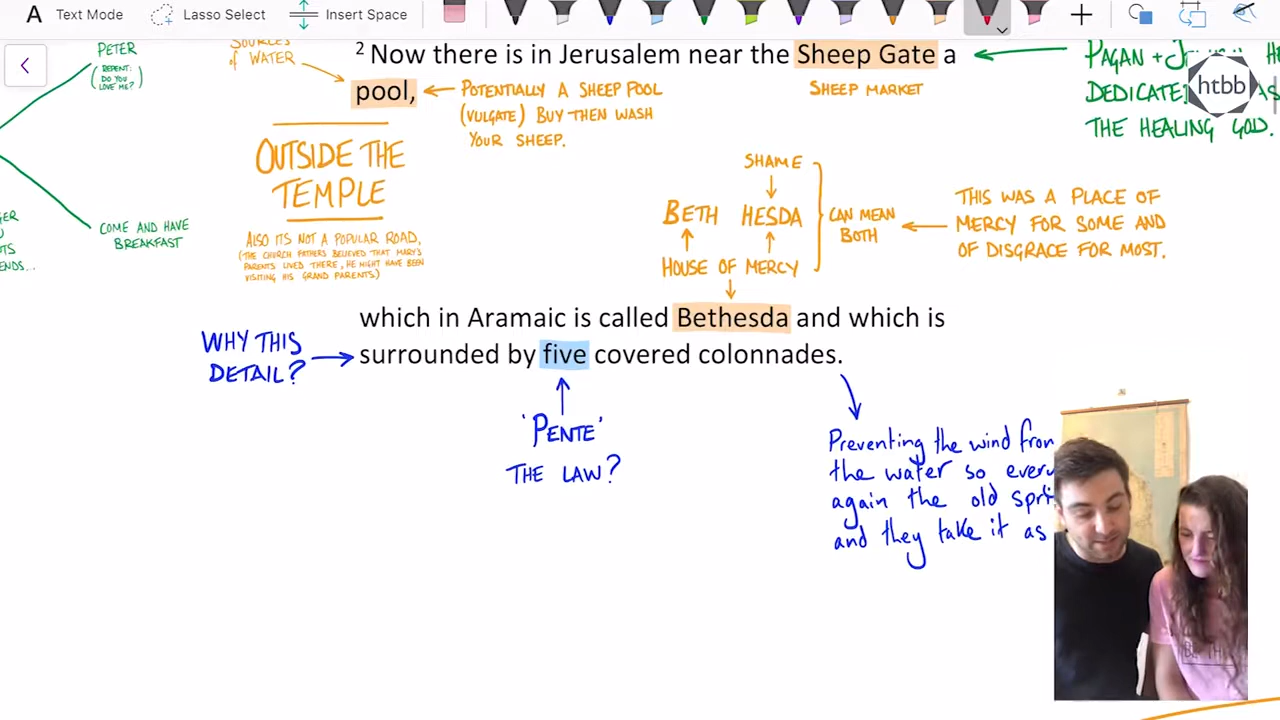 A Text Mode Lasso Selection Insert Space
PETER
(REPENT:
DO YOU
LOVE ME?)
COME AND HAVE
BREAKFAST
ENDS...
SOURCES
OF WATER
2 Now there is in Jerusalem near the Sheep Gate a
pool,
POTENTIALLY A SHEEP POOL
(VULGATE) BUY THEN WASH
YOUR SHEEP.
SHEEP MARKET
PAGAN +
DEDICATE
THE HEALING GOD.
htbb
OUTSIDE THE
TEMPLE
ALSO ITS NOT A POPULAR ROAD,
(THE CHURCH FATHERS BELIEVED THAT MARY'S
PARENTS LIVED THERE, HE MIGHT HAVE BEEN
VISITING HIS GRAND PARENTS)
SHAME
BETH HESDA
HOUSE OF MERCY
CAN MEAN
BOTH
THIS WAS A PLACE OF
MERCY FOR SOME AND
OF DISGRACE FOR MOST.
which in Aramaic is called Bethesda and which is
surrounded by five covered colonnades.
WHY THIS
DETAIL?
'PENTE'
THE LAW?
Preventing the wind from
the water so every
again the old
and they take it as